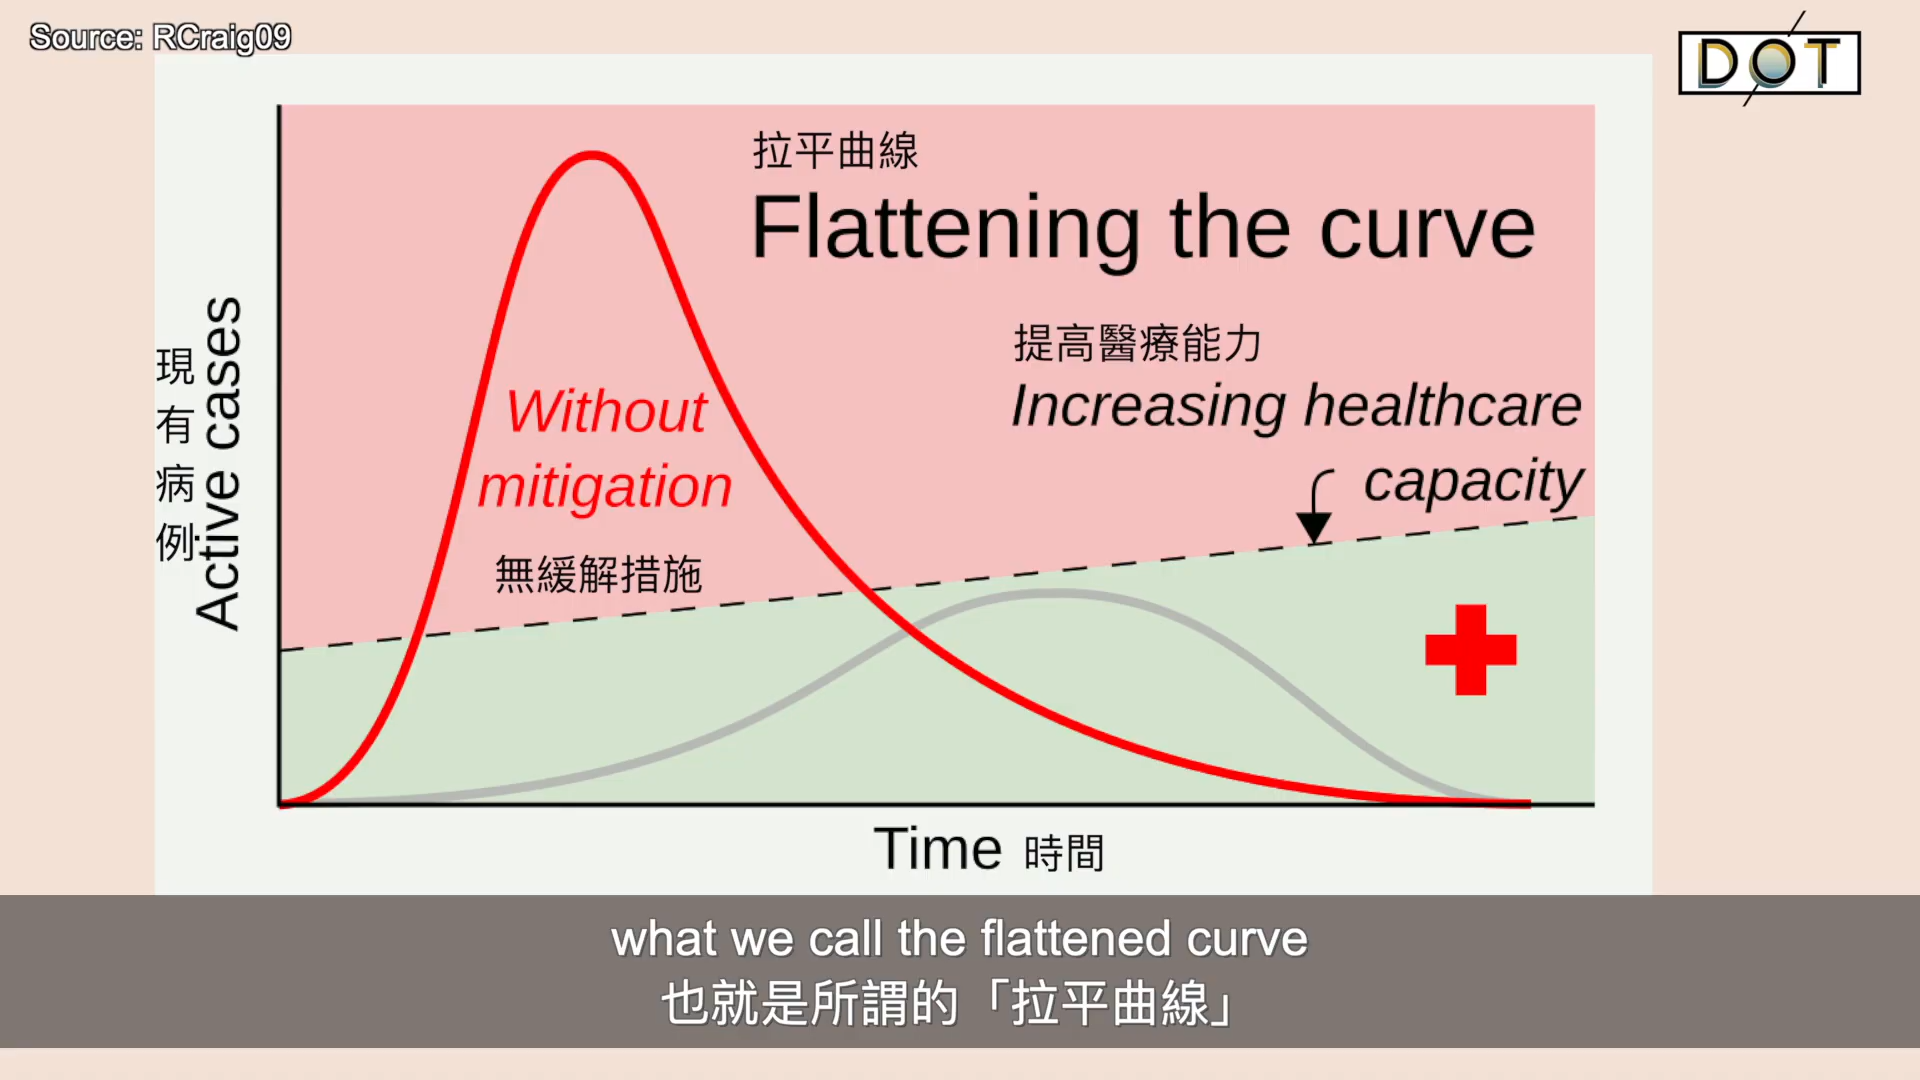 Source: RCraig09
DOT
拉平曲線
Flattening the curve
提高醫療能力
Increasing healthcare
capacity
Without
mitigation
無緩解措施
現有病例
Active cases
Time 時間
what we call the flattened curve
也就是所謂的「拉平曲線」